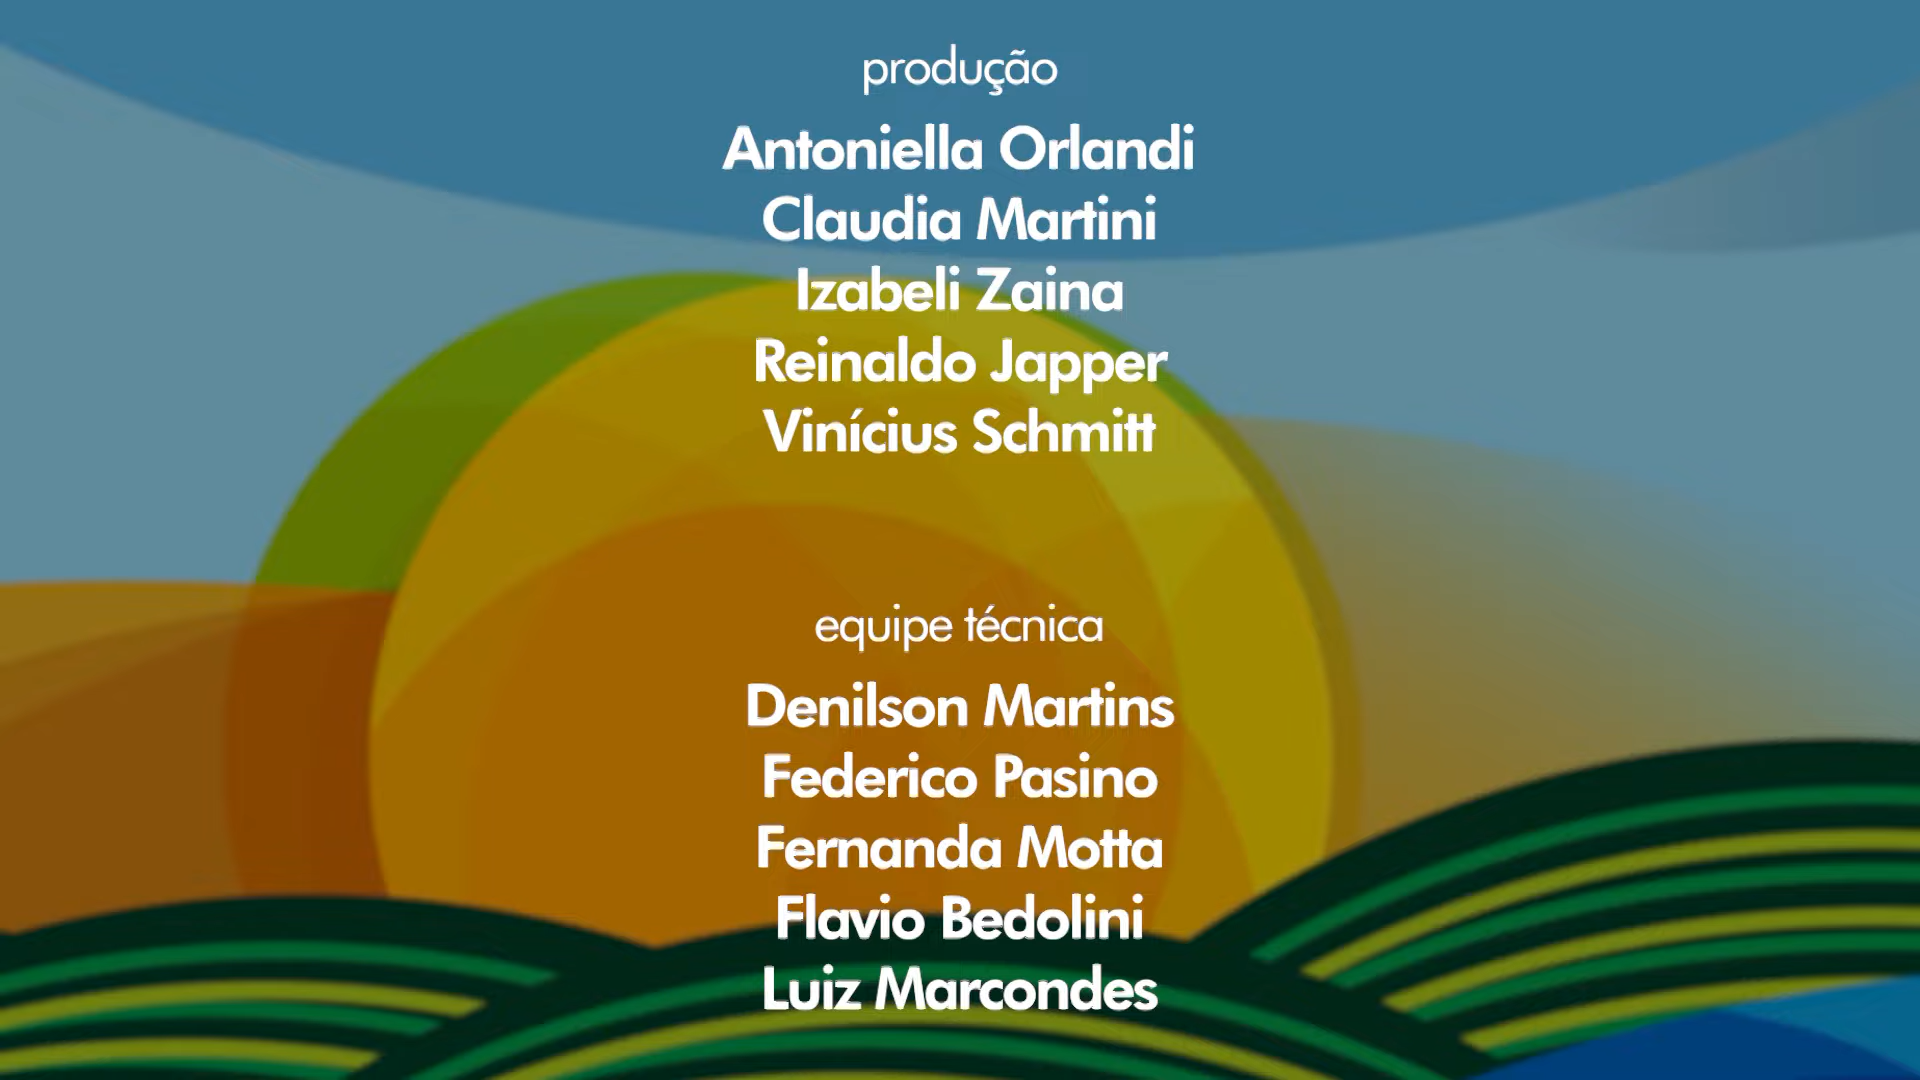 produção
Antoniella Orlandi
Claudia Martini
Izabeli Zaina
Reinaldo Japper
Vinícius Schmitt
equipe técnica
Denilson Martins
Federico Pasino
Fernanda Motta
Flavio Bedolini
Luiz Marcondes